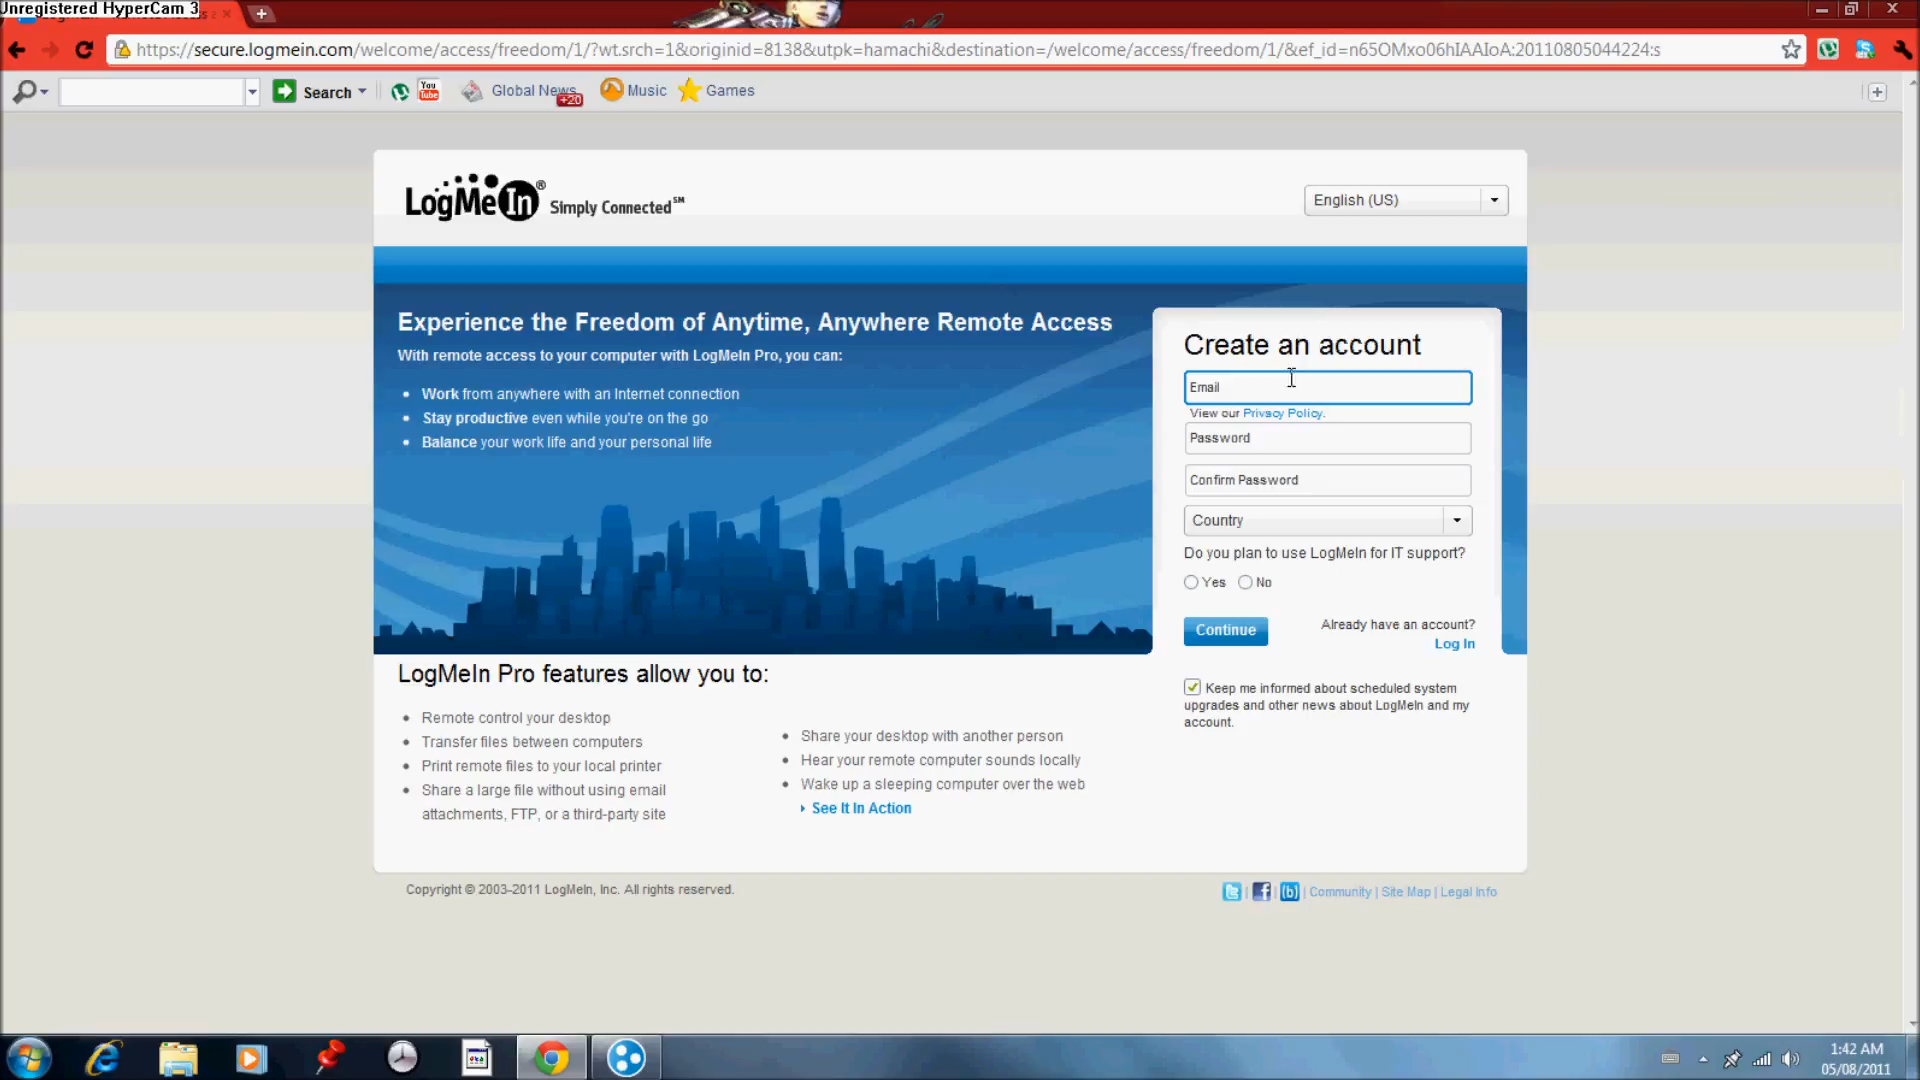 Unregistered HyperCam 3
https://secure.logmein.com/welcome/access/freedom/1/?wt.srch=1&originid=8138&utpk=hamachi&destination=/welcome/access/freedom/1/&ef_id=n65OMxo06hIAAIoA:20110805044224:s
Search
You Tube
Global News
+20
Music
Games
LogMeIn® Simply Connected℠
English (US)
Experience the Freedom of Anytime, Anywhere Remote Access
With remote access to your computer with LogMeIn Pro, you can:
• Work from anywhere with an Internet connection
• Stay productive even while you're on the go
• Balance your work life and your personal life
Create an account
Email
View our Privacy Policy.
Password
Confirm Password
Country
Do you plan to use LogMeIn for IT support?
Yes No
Continue
Already have an account?
Log In
Keep me informed about scheduled system
upgrades and other news about LogMeIn and my
account.
LogMeIn Pro features allow you to:
• Remote control your desktop
• Transfer files between computers
• Print remote files to your local printer
• Share a large file without using email
attachments, FTP, or a third-party site
• Share your desktop with another person
• Hear your remote computer sounds locally
• Wake up a sleeping computer over the web
See It In Action
Copyright © 2003-2011 LogMeIn, Inc. All rights reserved.
| f | (b) | Community | Site Map | Legal Info
1:42 AM
05/08/2011